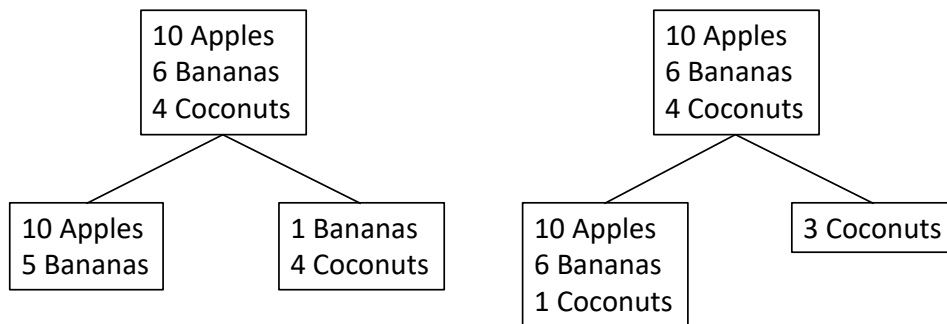 10 Apples
6 Bananas
4 Coconuts
10 Apples
5 Bananas
1 Bananas
4 Coconuts
10 Apples
6 Bananas
4 Coconuts
10 Apples
6 Bananas
1 Coconuts
3 Coconuts